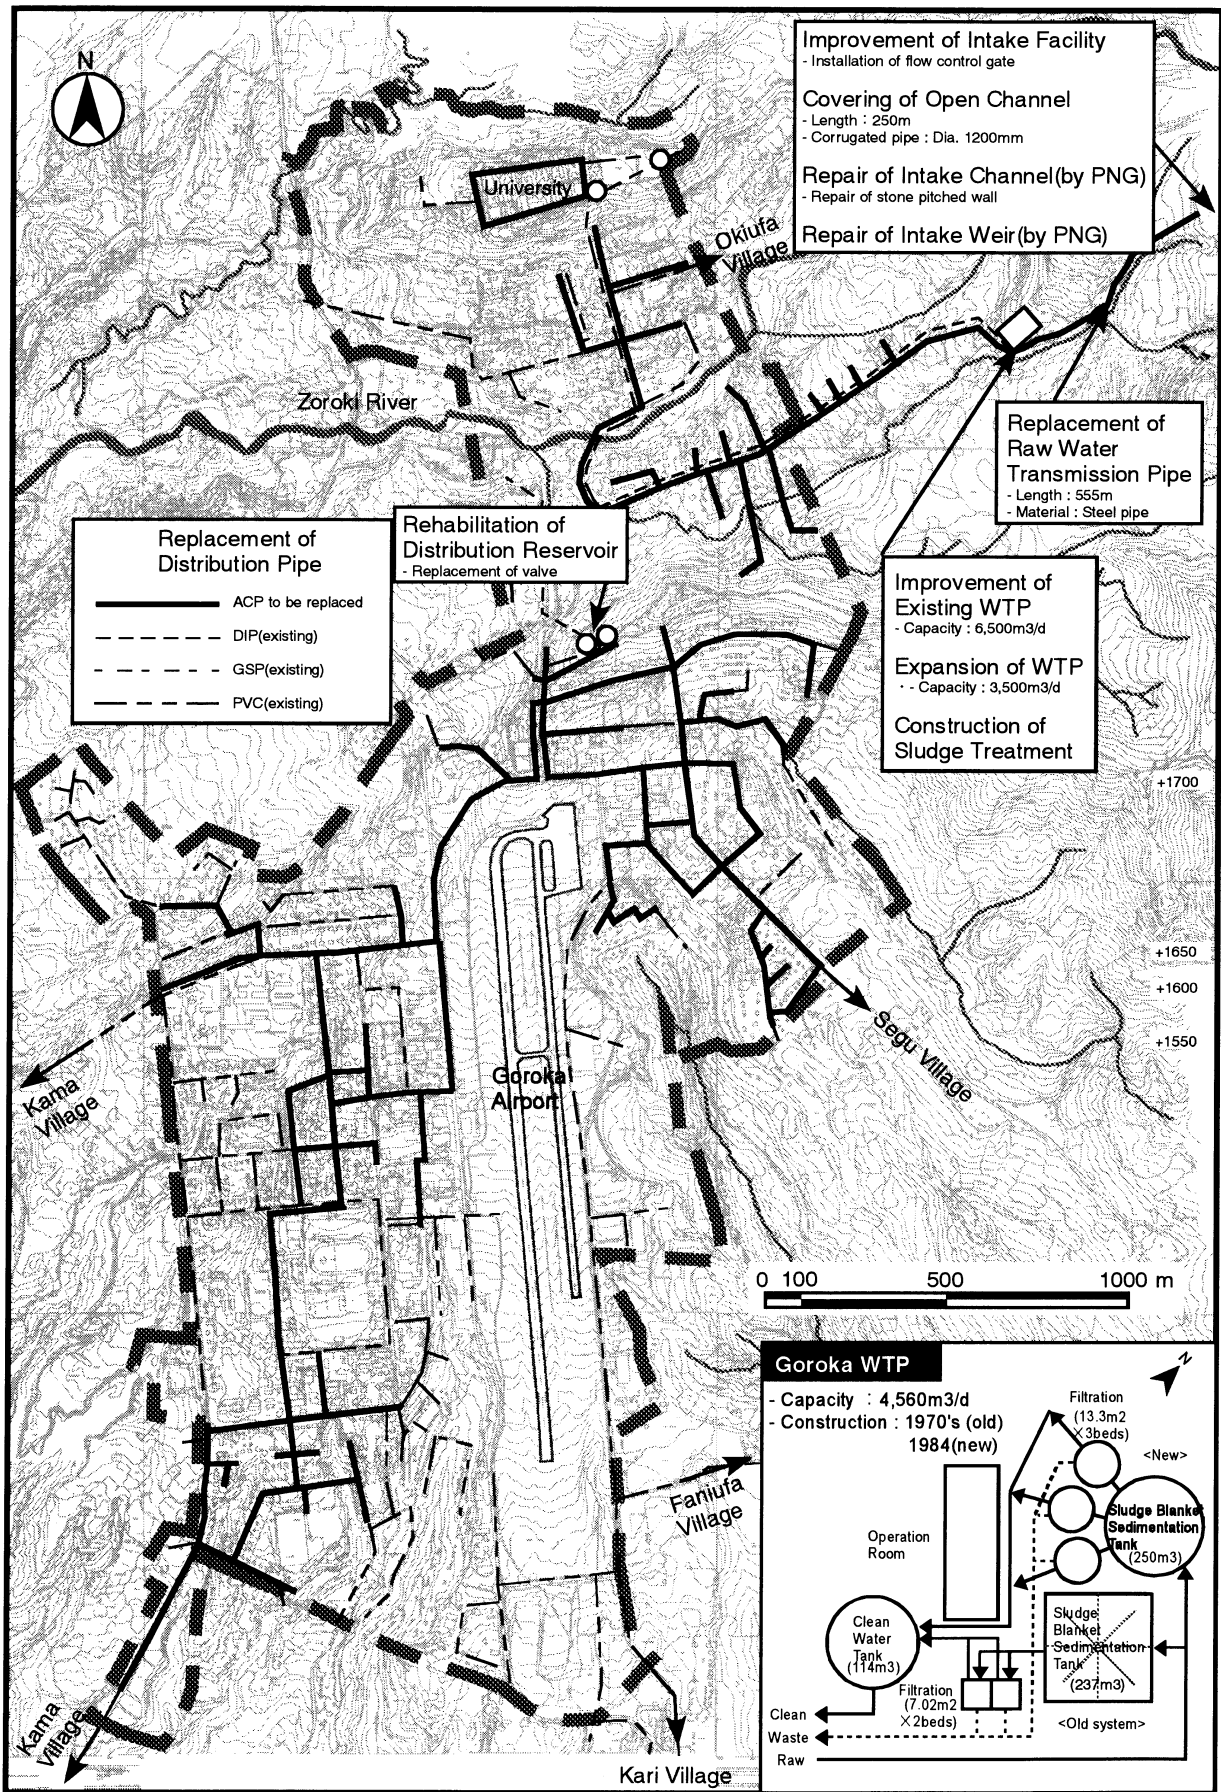 N
Improvement of Intake Facility
- Installation of flow control gate
Covering of Open Channel
- Length : 250m
- Corrugated pipe : Dia. 1200mm
Repair of Intake Channel(by PNG)
- Repair of stone pitched wall
Repair of Intake Weir(by PNG)
University
Okiufa
Village
Zoroki River
Replacement of
Raw Water
Transmission Pipe
- Length : 555m
- Material : Steel pipe
Replacement of
Distribution Pipe
ACP to be replaced
DIP(existing)
GSP(existing)
PVC(existing)
Rehabilitation of
Distribution Reservoir
- Replacement of valve
Improvement of
Existing WTP
- Capacity : 6,500m3/d
Expansion of WTP
- Capacity : 3,500m3/d
Construction of
Sludge Treatment
+1700
+1650
+1600
+1550
Segu Village
Kama
Village
Goroka
Airport
0 100 500 1000 m
Faniufa
Village
Kama
Village
Kari Village
Goroka WTP
N
- Capacity : 4,560m3/d
- Construction : 1970's (old)
1984(new)
Filtration
(13.3m2
×3beds)
<New>
Sludge Blanket
Sedimentation
Tank
(250m3)
Operation
Room
Clean
Water
Tank
(114m3)
Sludge
Blanket
Sedimentation
Tank
(237m3)
Filtration
(7.02m2
×2beds)
<Old system>
Clean
Waste
Raw